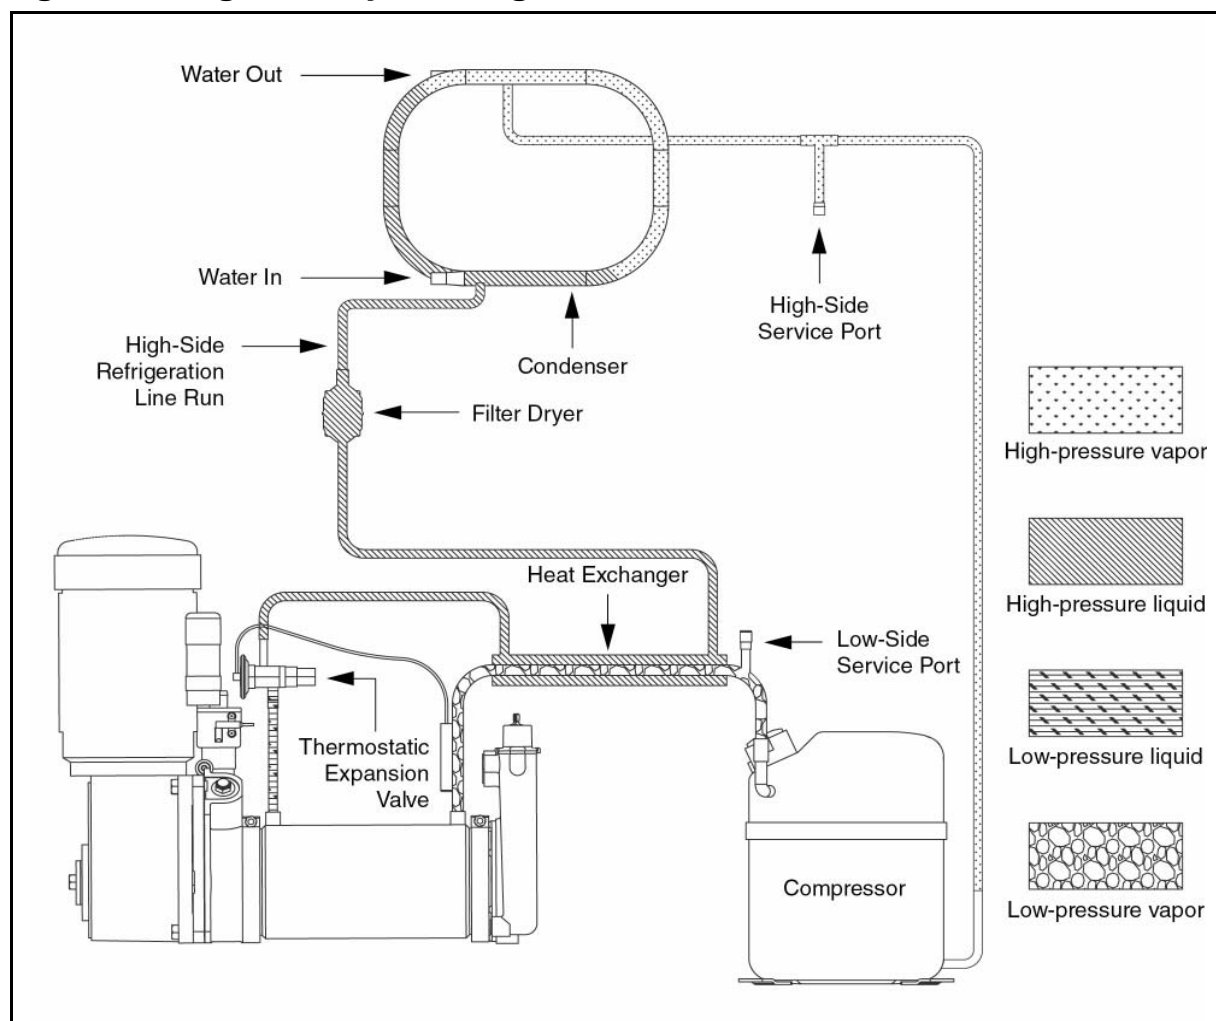 Water Out
Water In
High-Side
Service Port
High-Side
Refrigeration
Line Run
Condenser
Filter Dryer
High-pressure vapor
High-pressure liquid
Heat Exchanger
Low-Side
Service Port
Thermostatic
Expansion
Valve
Low-pressure liquid
Compressor
Low-pressure vapor